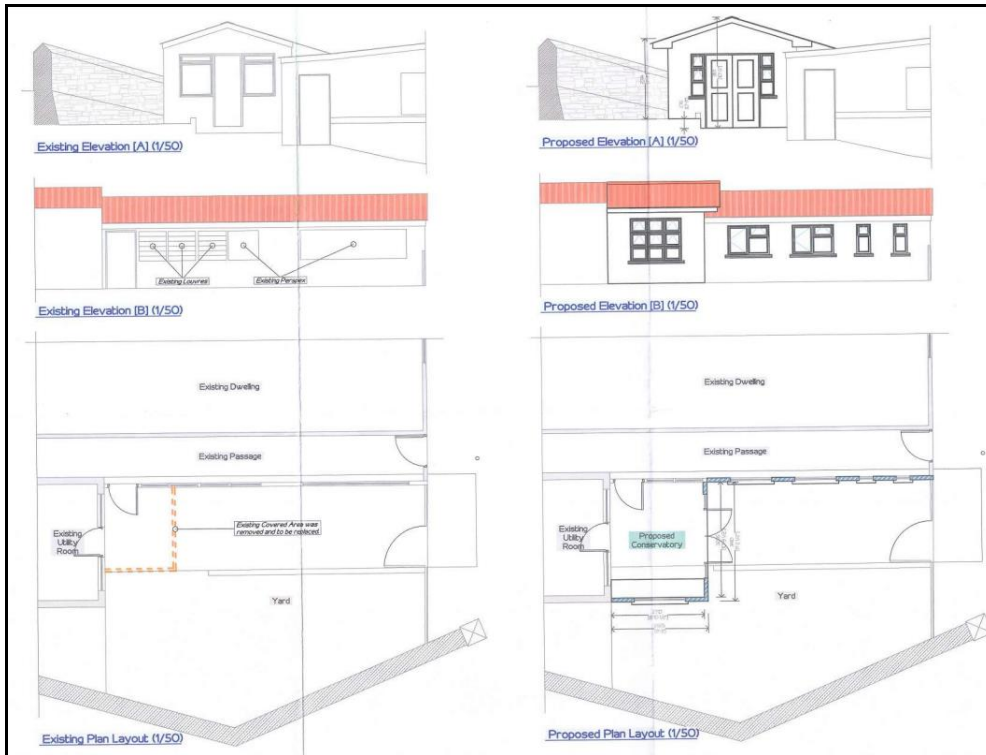 Existing Elevation [A] (1/50)
Proposed Elevation [A] (1/50)
Existing Louvres
Existing Perspex
Existing Elevation [B] (1/50)
Proposed Elevation [B] (1/50)
Existing Dwelling
Existing Passage
Existing
Utility
Room
Existing Covered Area was
removed and to be replaced.
Yard
Existing Plan Layout (1/50)
Existing Dwelling
Existing Passage
Existing
Utility
Room
Proposed
Conservatory
Yard
Proposed Plan Layout (1/50)